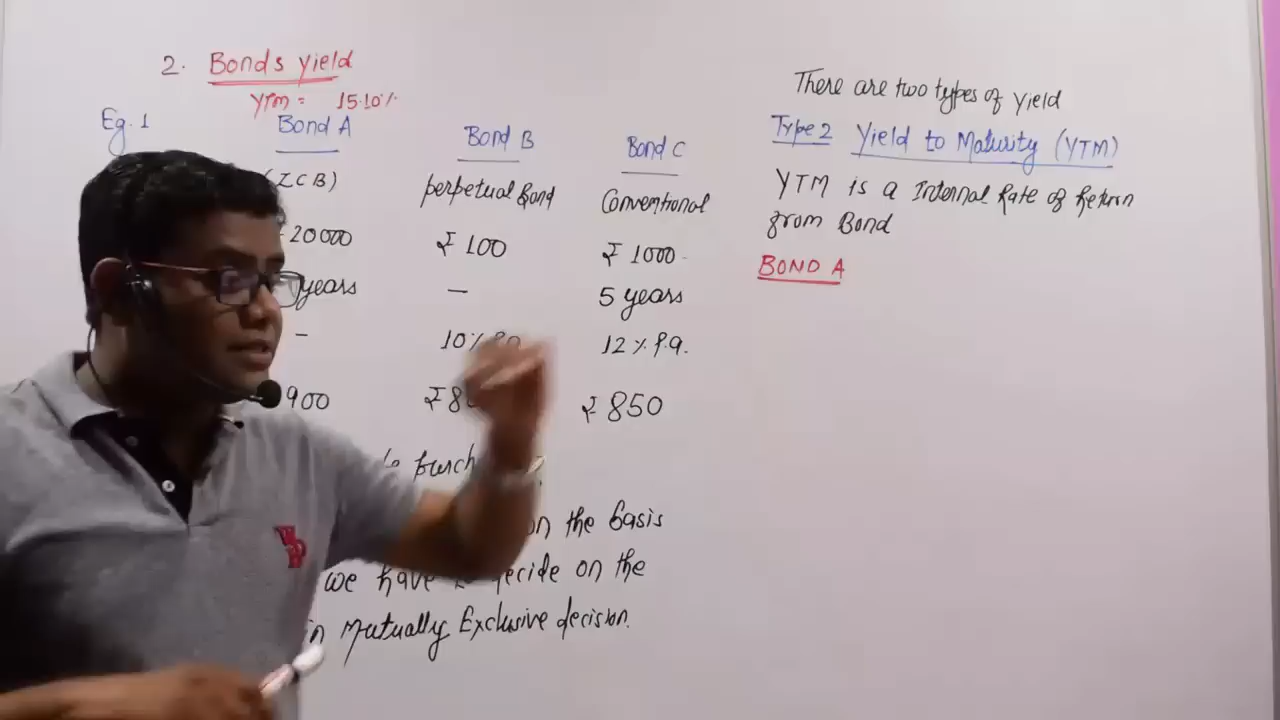 2. Bonds yield
YTM = 15.10%
Eg. 1 Bond A Bond B Bond C
(ZCB) perpetual Bond Conventional
20000 ₹ 100 ₹ 1000
years — 5 years
– 10% 12% P.a.
900 ₹ 8 ₹ 850
on the basis
we have decide on the
in Mutually Exclusive decision.
There are two types of yield
Type 2 Yield to Maturity (YTM)
YTM is a Internal Rate of Return
from Bond
BOND A